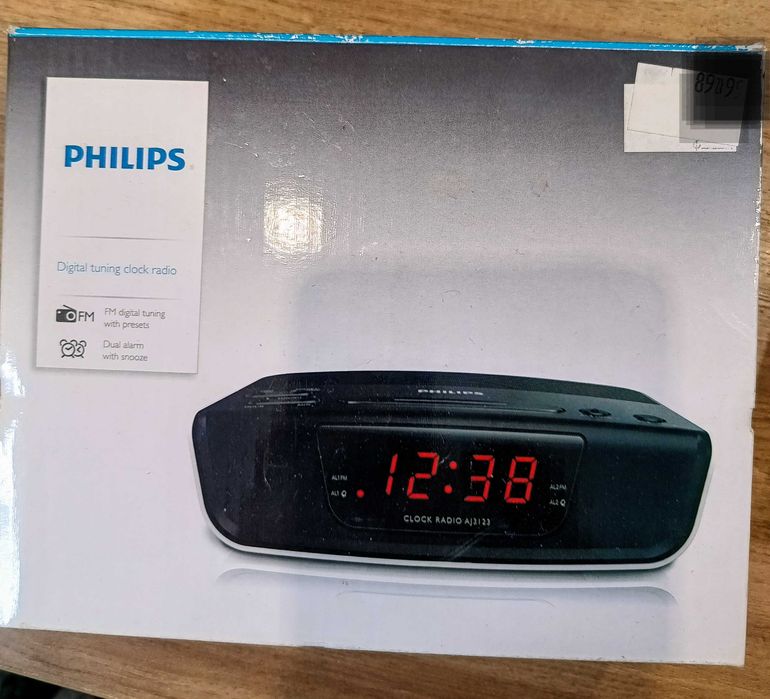 PHILIPS
Digital tuning clock radio
FM
FM digital tuning
with presets
Dual alarm
with snooze
PHILIPS
AL1 FM
AL1
.12:38
AL2 FM
AL2
CLOCK RADIO AJ3123